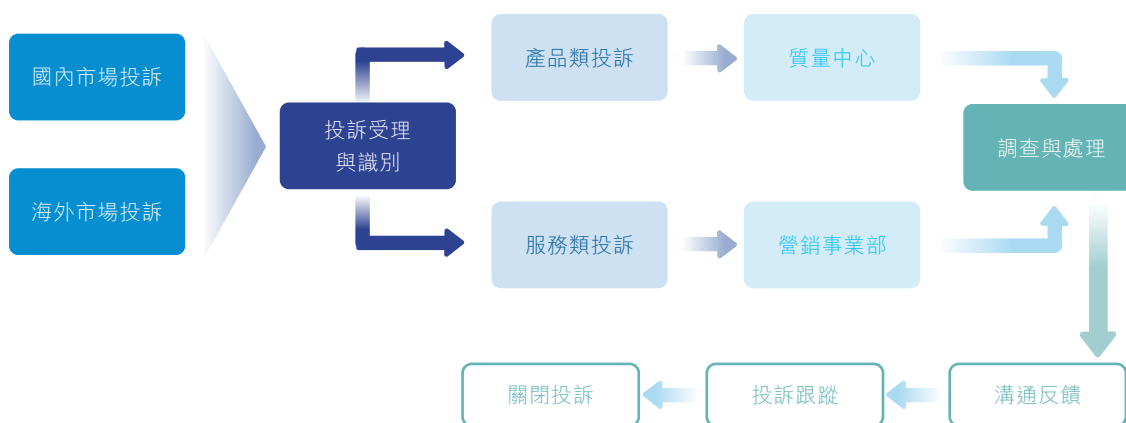 國內市場投訴
海外市場投訴
投訴受理
與識別
產品類投訴
服務類投訴
質量中心
營銷事業部
調查與處理
溝通反饋
投訴跟蹤
關閉投訴